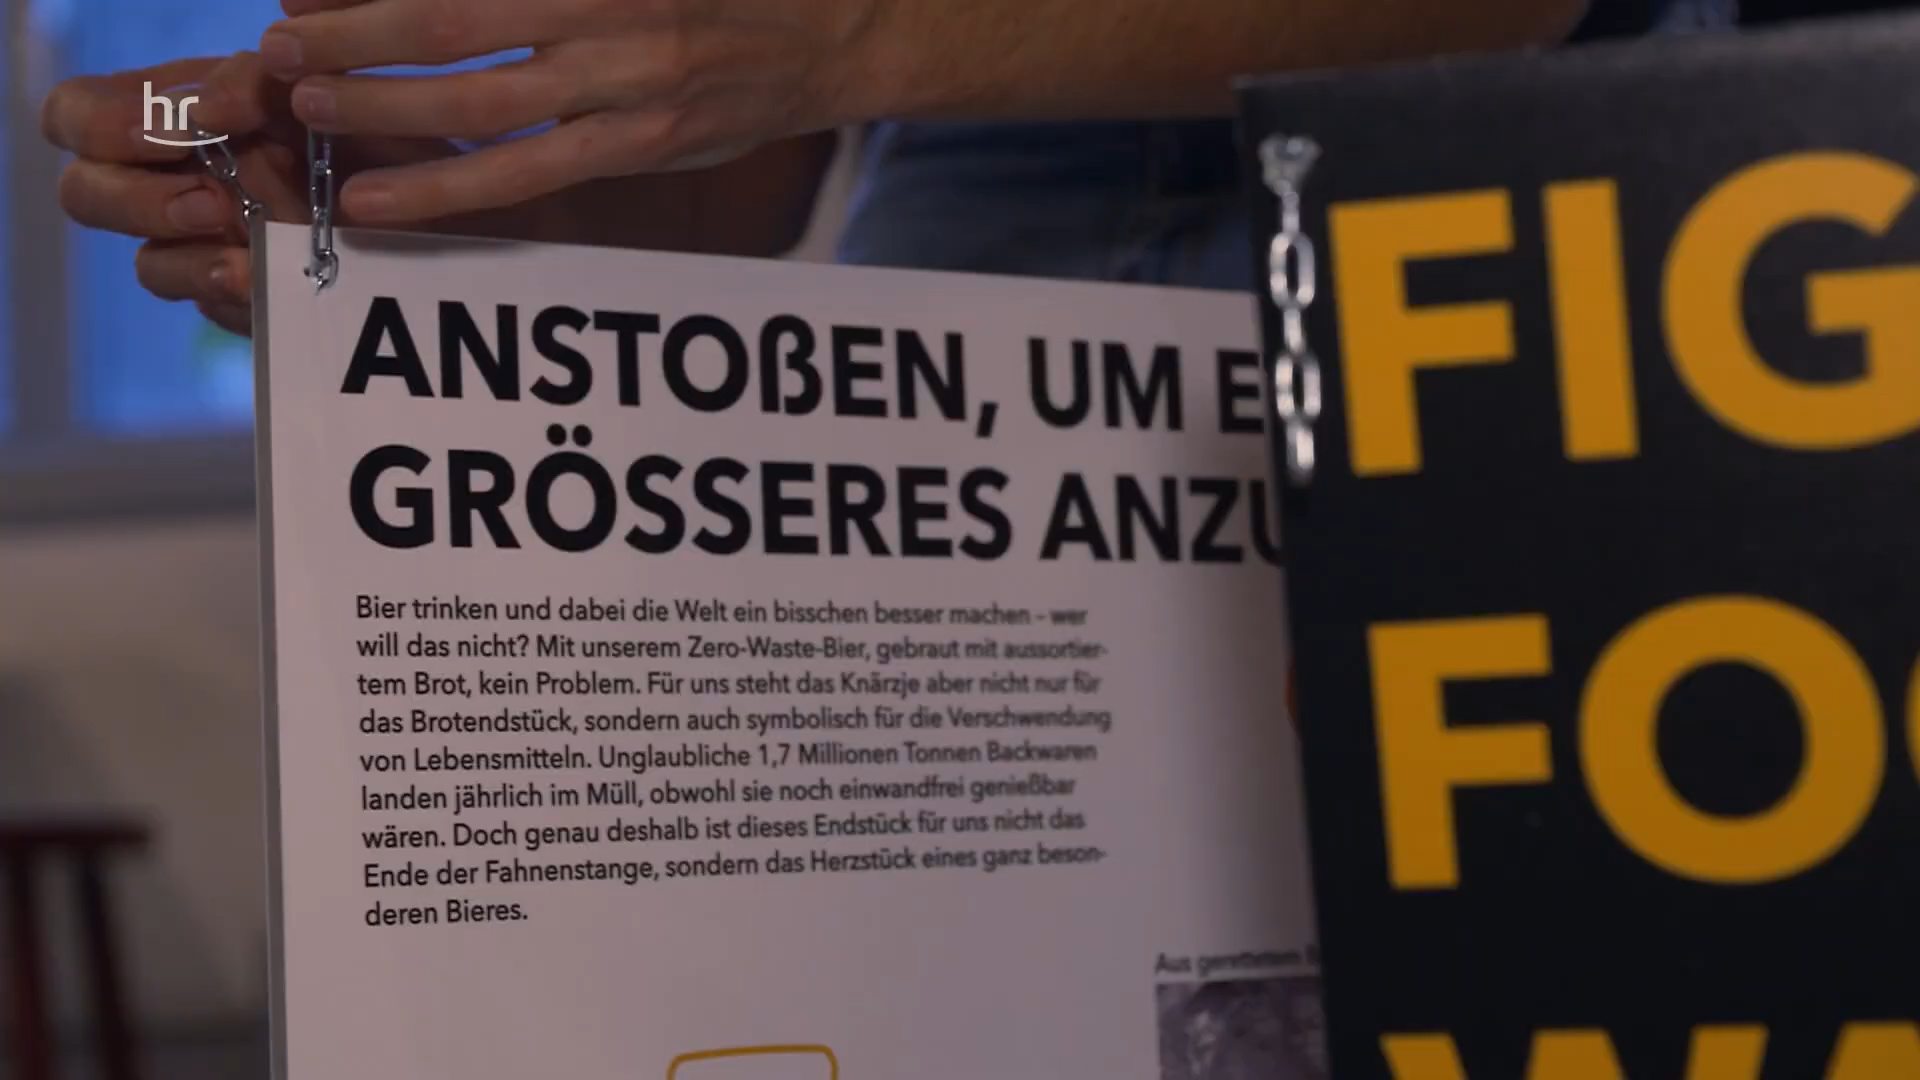 hr
ANSTOẞEN, UM E
GRÖSSERES ANZU
Bier trinken und dabei die Welt ein bisschen besser machen – wer
will das nicht? Mit unserem Zero-Waste-Bier, gebraut mit aussortier-
tem Brot, kein Problem. Für uns steht das Knärzje aber nicht nur für
das Brotendstück, sondern auch symbolisch für die Verschwendung
von Lebensmitteln. Unglaubliche 1,7 Millionen Tonnen Backwaren
landen jährlich im Müll, obwohl sie noch einwandfrei genießbar
wären. Doch genau deshalb ist dieses Endstück für uns nicht das
Ende der Fahnenstange, sondern das Herzstück eines ganz beson-
deren Bieres.
Aus gerettetem
FIG
FO
WA